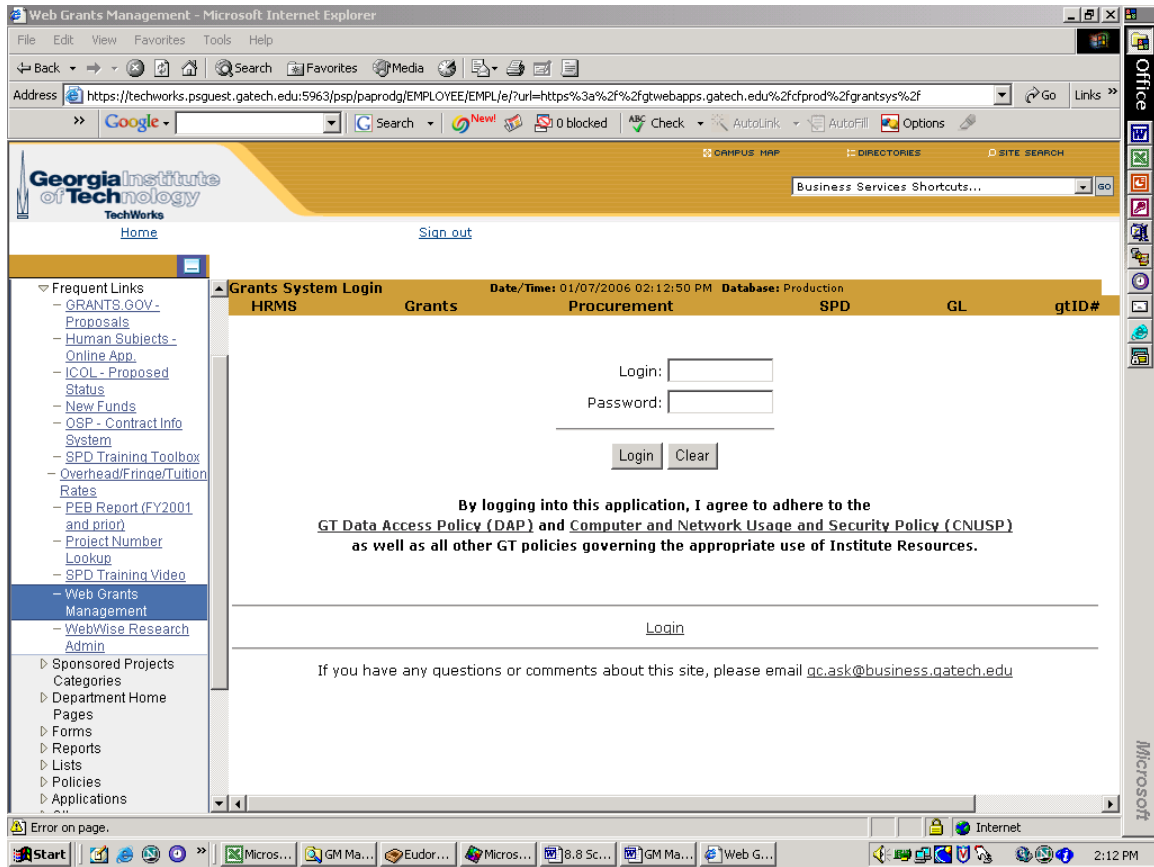 Web Grants Management - Microsoft Internet Explorer
File Edit View Favorites Tools Help
Back Search Favorites Media
Address https://techworks.psguest.gatech.edu:5963/psp/paprodg/EMPLOYEE/EMPL/e/?url=https%3a%2f%2fgtwebapps.gatech.edu%2fcfprod%2fgrantsys%2f Go Links »
» Google G Search New! 0 blocked ABC Check AutoLink AutoFill Options
CAMPUS MAP DIRECTORIES SITE SEARCH
Georgia Institute
of Technology
TechWorks
Business Services Shortcuts... GO
Home Sign out
Frequent Links
– GRANTS.GOV -
Proposals
– Human Subjects -
Online App.
– ICOL - Proposed
Status
– New Funds
– OSP - Contract Info
System
– SPD Training Toolbox
– Overhead/Fringe/Tuition
Rates
– PEB Report (FY2001
and prior)
– Project Number
Lookup
– SPD Training Video
– Web Grants
Management
– WebWise Research
Admin
Sponsored Projects
Categories
Department Home
Pages
Forms
Reports
Lists
Policies
Applications
Grants System Login Date/Time: 01/07/2006 02:12:50 PM Database: Production
HRMS Grants Procurement SPD GL gtID#
Login:
Password:
Login Clear
By logging into this application, I agree to adhere to the
GT Data Access Policy (DAP) and Computer and Network Usage and Security Policy (CNUSP)
as well as all other GT policies governing the appropriate use of Institute Resources.
Login
If you have any questions or comments about this site, please email gc.ask@business.gatech.edu
Error on page. Internet
Start » Micros... GM Ma... Eudor... Micros... 8.8 Sc... GM Ma... Web G... 2:12 PM
Office
Microsoft